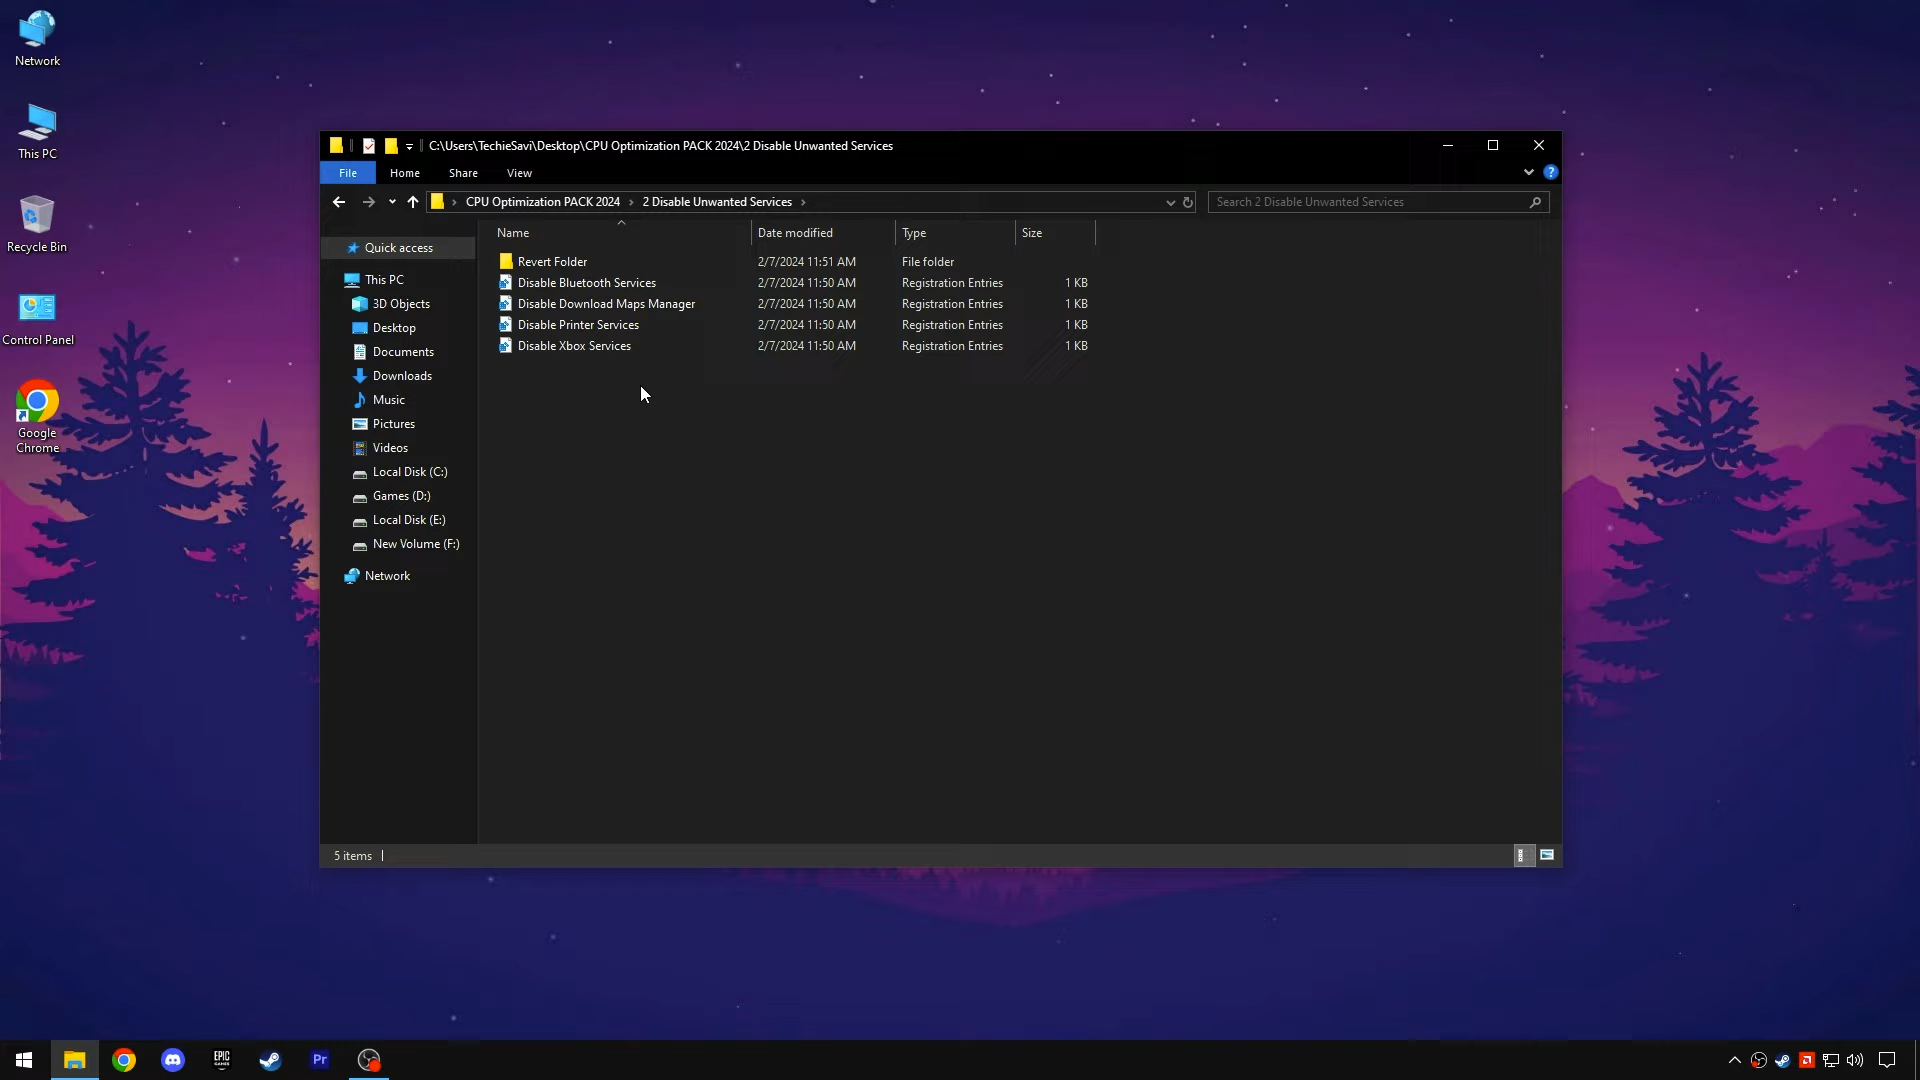 Network
This PC
Recycle Bin
Control Panel
Google
Chrome
C:\Users\TechieSavi\Desktop\CPU Optimization PACK 2024\2 Disable Unwanted Services
File Home Share View
CPU Optimization PACK 2024 2 Disable Unwanted Services
Search 2 Disable Unwanted Services
Quick access
This PC
3D Objects
Desktop
Documents
Downloads
Music
Pictures
Videos
Local Disk (C:)
Games (D:)
Local Disk (E:)
New Volume (F:)
Network
Name Date modified Type Size
Revert Folder 2/7/2024 11:51 AM File folder
Disable Bluetooth Services 2/7/2024 11:50 AM Registration Entries 1 KB
Disable Download Maps Manager 2/7/2024 11:50 AM Registration Entries 1 KB
Disable Printer Services 2/7/2024 11:50 AM Registration Entries 1 KB
Disable Xbox Services 2/7/2024 11:50 AM Registration Entries 1 KB
5 items
EPIC
GAMES
Pr